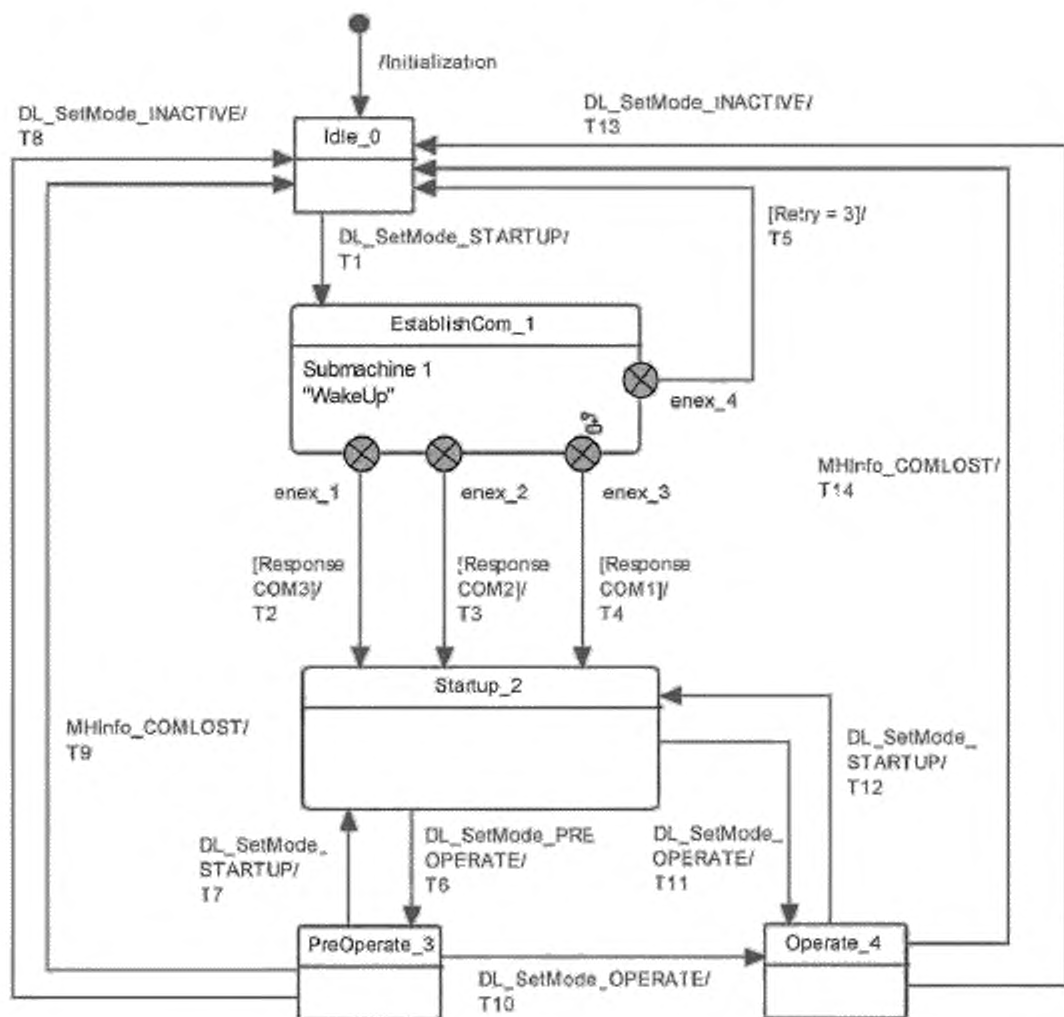 /Initialization
DL_SetMode_INACTIVE/
T8
DL_SetMode_INACTIVE/
T13
Idle_0
[Retry = 3]/
T5
DL_SetMode_STARTUP/
T1
EstablishCom_1
Submachine 1
"WakeUp"
enex_4
enex_1
enex_2
enex_3
MHInfo_COMLOST/
T14
[Response
COM3]/
T2
[Response
COM2]/
T3
[Response
COM1]/
T4
Startup_2
MHInfo_COMLOST/
T9
DL_SetMode_
STARTUP/
T12
DL_SetMode_
STARTUP/
T7
DL_SetMode_PRE
OPERATE/
T6
DL_SetMode_
OPERATE/
T11
PreOperate_3
Operate_4
DL_SetMode_OPERATE/
T10